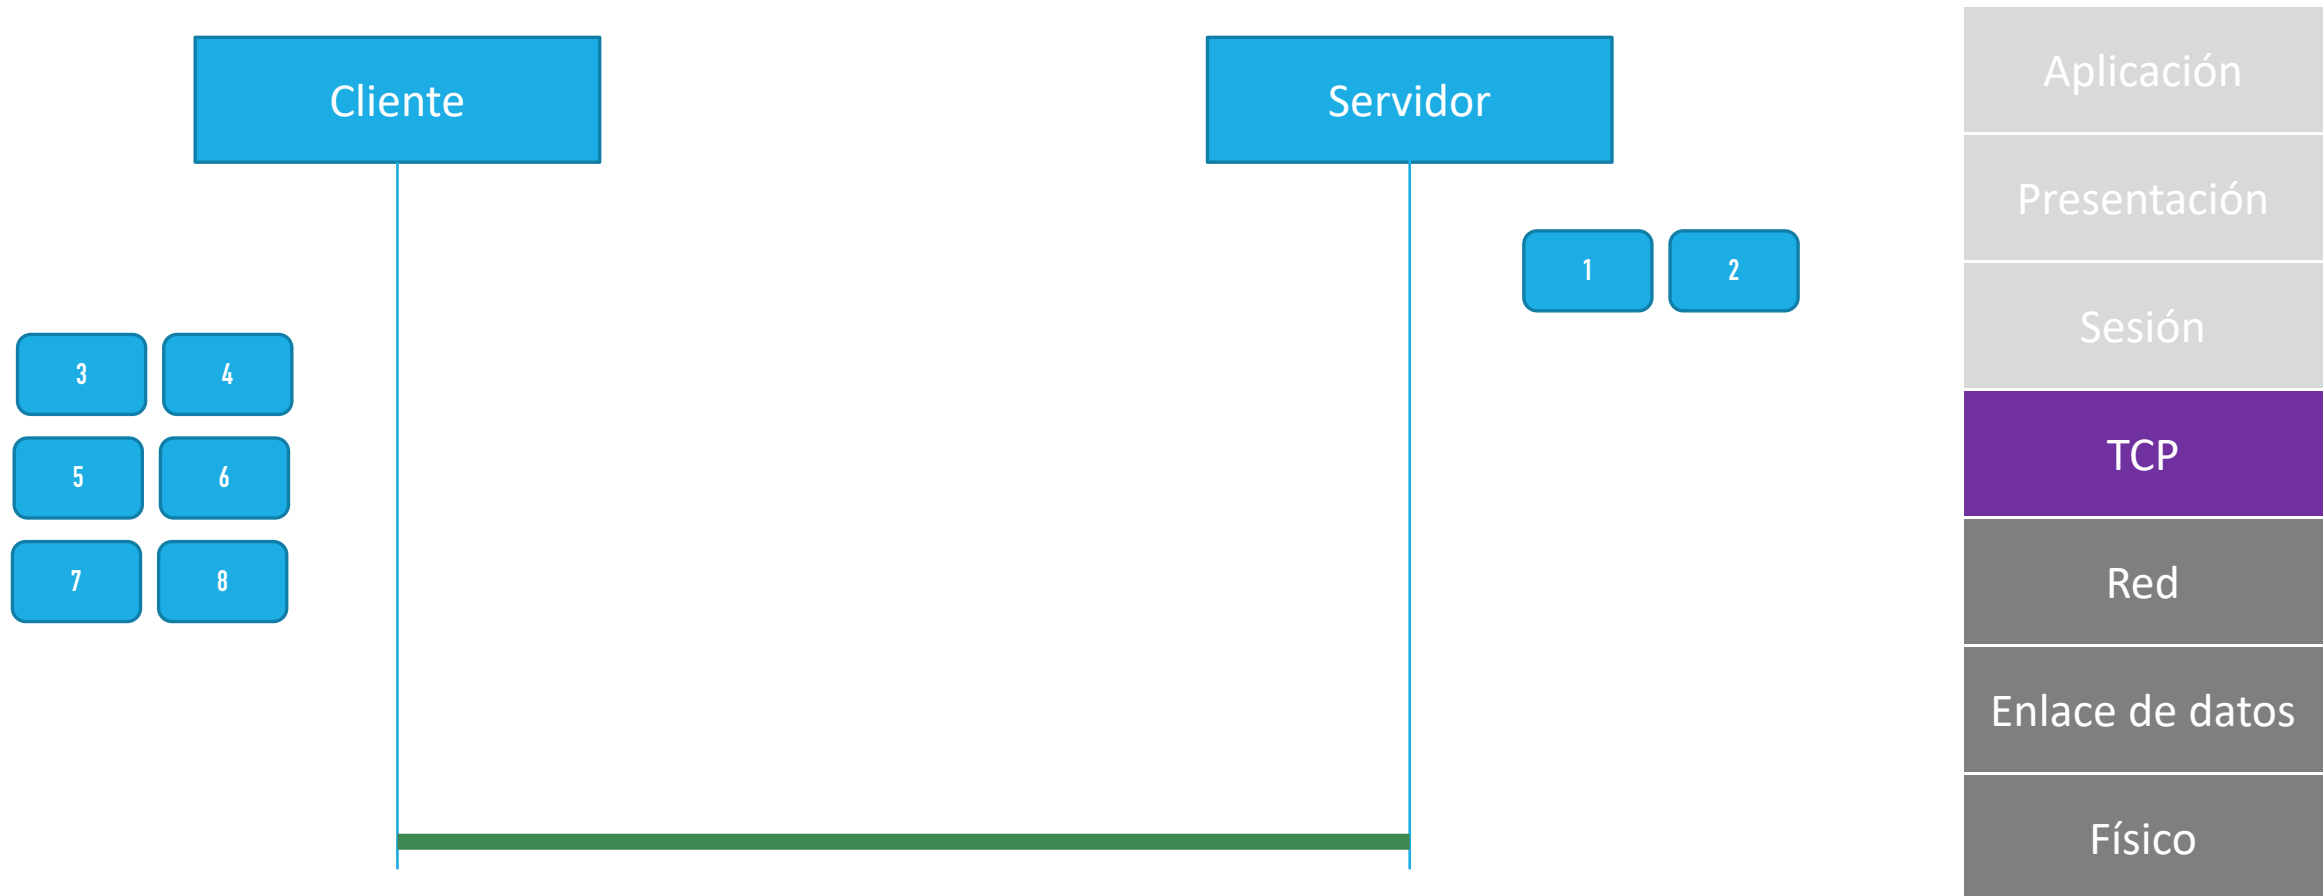 Cliente
Servidor
1 2
3 4
5 6
7 8
Aplicación
Presentación
Sesión
TCP
Red
Enlace de datos
Físico